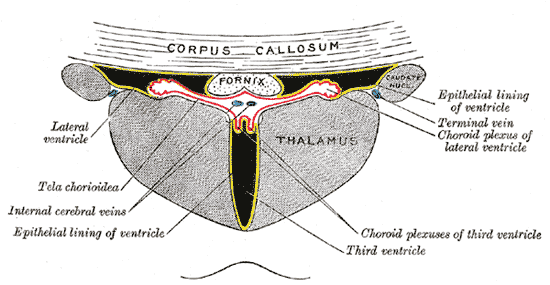 CORPUS CALLOSUM
FORNIX
CAUDATE
NUCL.
Epithelial lining
of ventricle
Terminal vein
Choroid plexus of
lateral ventricle
Lateral
ventricle
THALAMUS
Tela chorioidea
Internal cerebral veins
Epithelial lining of ventricle
Choroid plexuses of third ventricle
Third ventricle